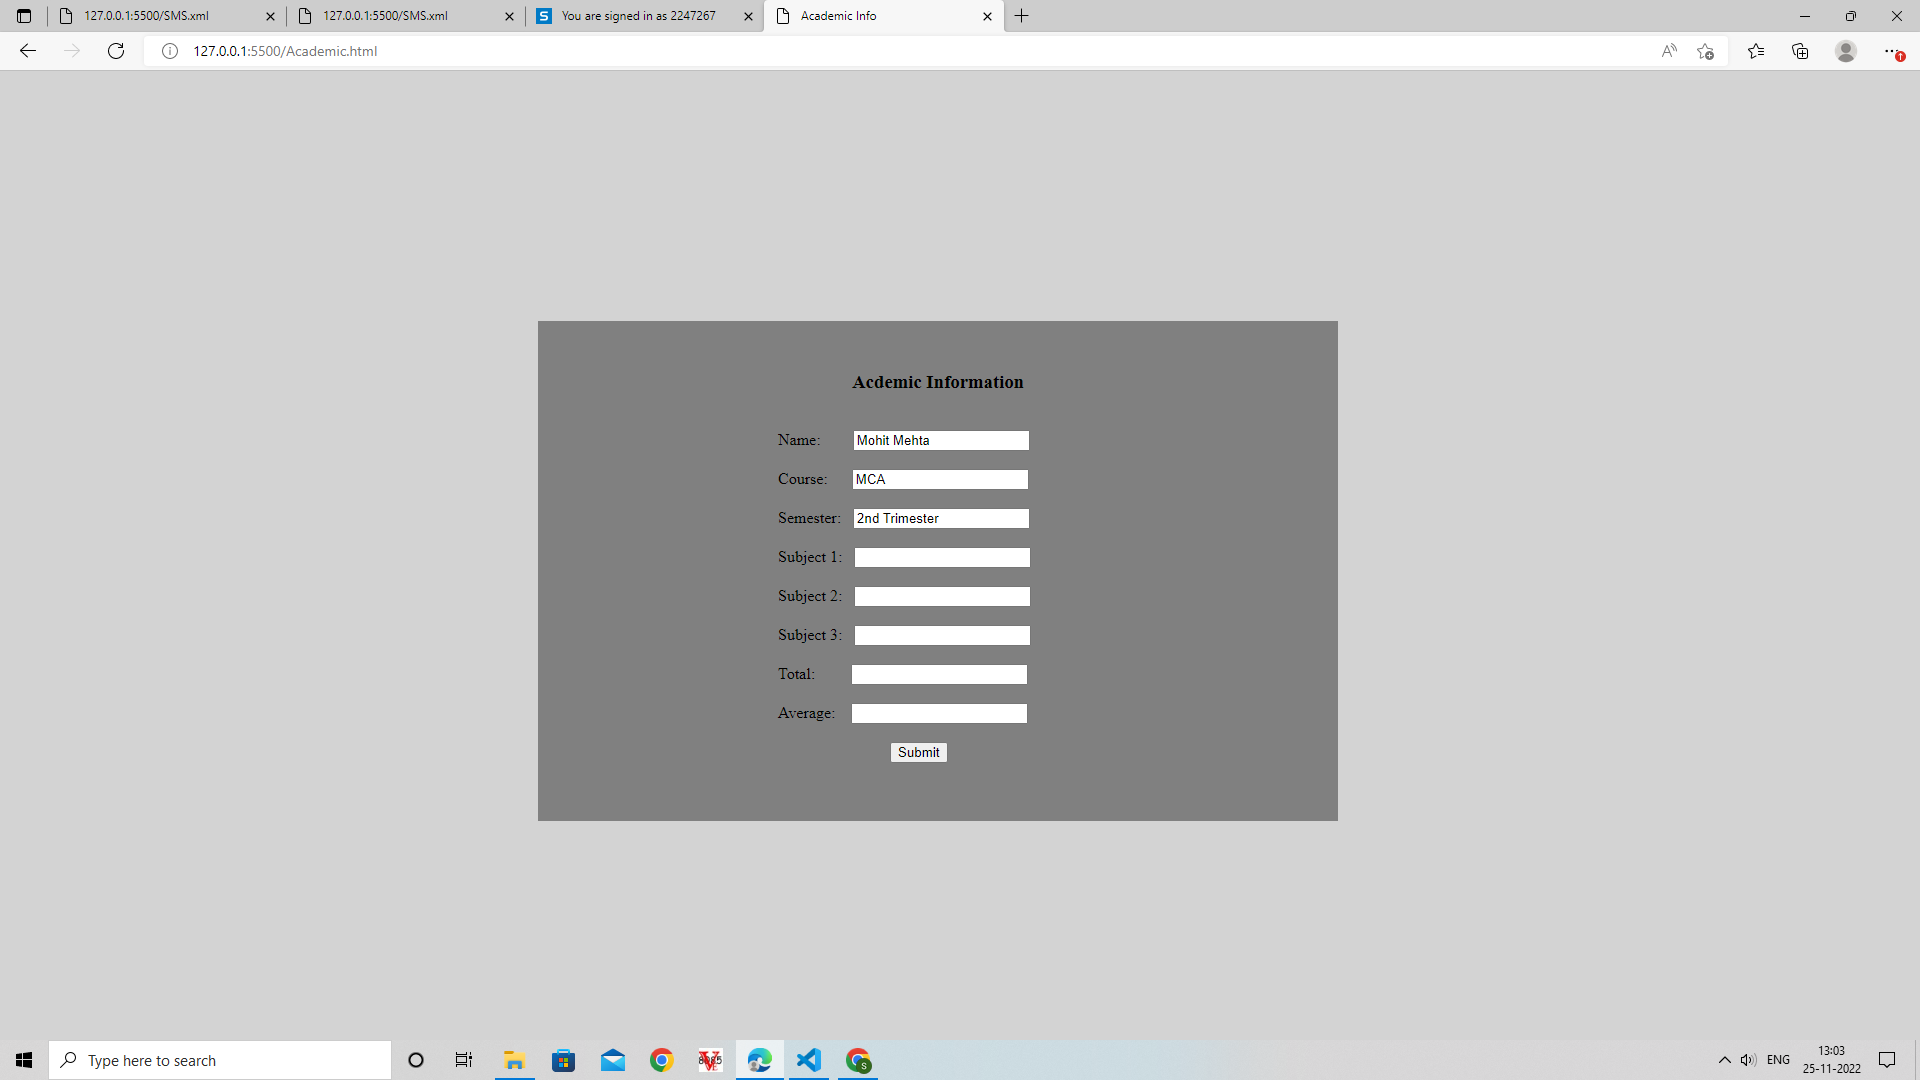 127.0.0.1:5500/SMS.xml
127.0.0.1:5500/SMS.xml
S
You are signed in as 2247267
Academic Info
127.0.0.1:5500/Academic.html
Acdemic Information
Name: Mohit Mehta
Course: MCA
Semester: 2nd Trimester
Subject 1:
Subject 2:
Subject 3:
Total:
Average:
Submit
Type here to search
8085
S
ENG
13:03
25-11-2022